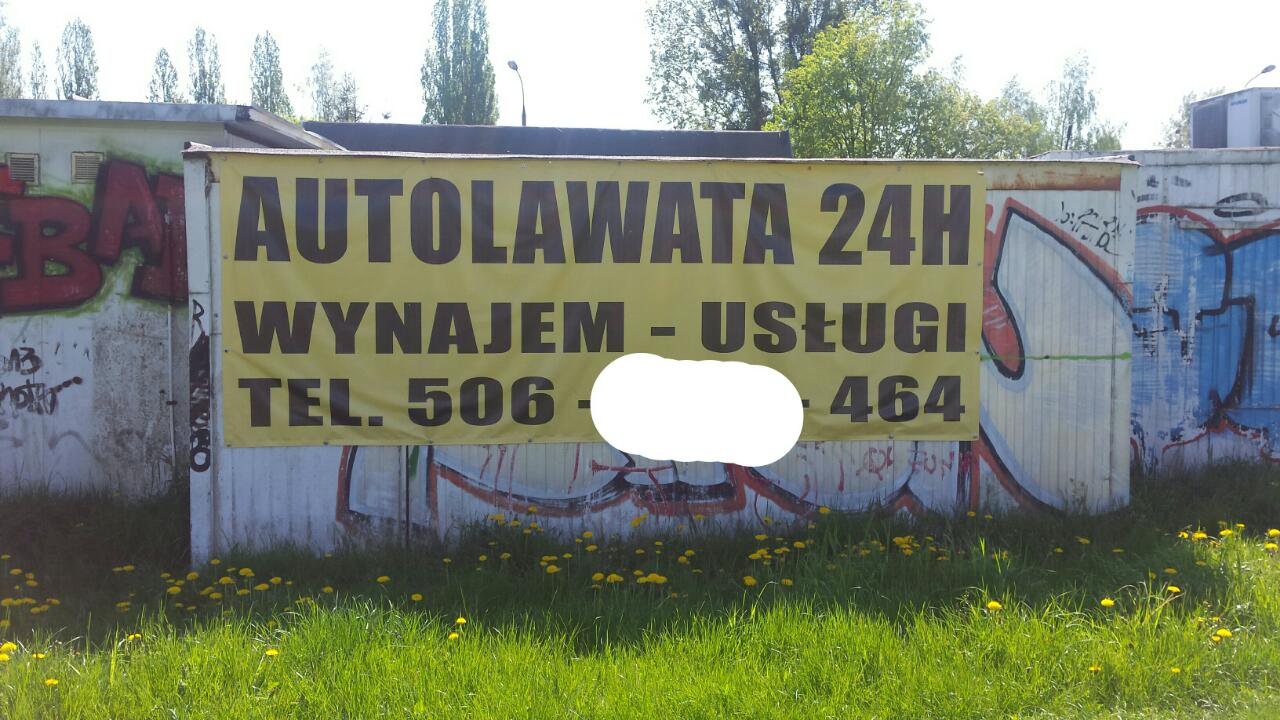 AUTOLAWATA 24H
WYNAJEM - USŁUGI
TEL. 506 - - 464